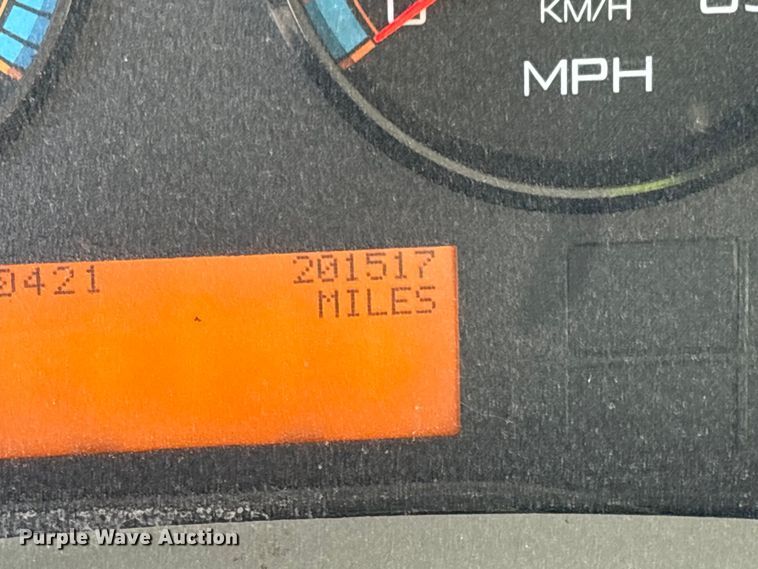 KM/H
MPH
0421 201517
MILES
Purple Wave Auction